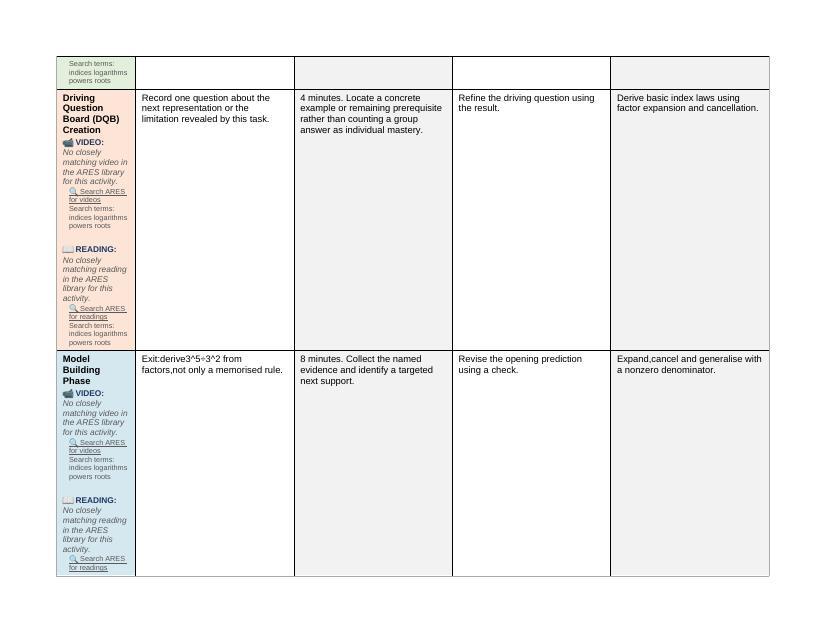 Search terms:
indices logarithms
powers roots
Driving
Question
Board (DQB)
Creation
📹 VIDEO:
No closely
matching video in
the ARES library
for this activity.
🔍 Search ARES
for videos
Search terms:
indices logarithms
powers roots
📖 READING:
No closely
matching reading
in the ARES
library for this
activity.
🔍 Search ARES
for readings
Search terms:
indices logarithms
powers roots
Record one question about the
next representation or the
limitation revealed by this task.
4 minutes. Locate a concrete
example or remaining prerequisite
rather than counting a group
answer as individual mastery.
Refine the driving question using
the result.
Derive basic index laws using
factor expansion and cancellation.
Model
Building
Phase
📹 VIDEO:
No closely
matching video in
the ARES library
for this activity.
🔍 Search ARES
for videos
Search terms:
indices logarithms
powers roots
📖 READING:
No closely
matching reading
in the ARES
library for this
activity.
🔍 Search ARES
for readings
Exit:derive3^5÷3^2 from
factors,not only a memorised rule.
8 minutes. Collect the named
evidence and identify a targeted
next support.
Revise the opening prediction
using a check.
Expand,cancel and generalise with
a nonzero denominator.